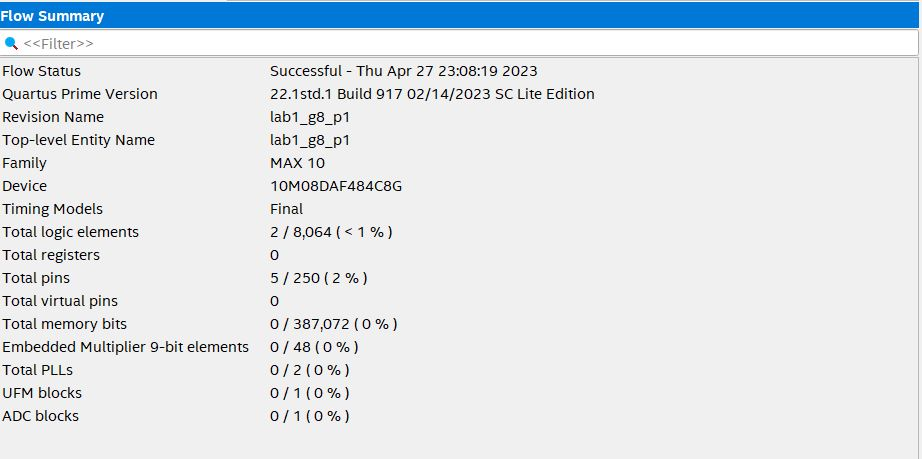 Flow Summary
<<Filter>>
Flow Status Successful - Thu Apr 27 23:08:19 2023
Quartus Prime Version 22.1std.1 Build 917 02/14/2023 SC Lite Edition
Revision Name lab1_g8_p1
Top-level Entity Name lab1_g8_p1
Family MAX 10
Device 10M08DAF484C8G
Timing Models Final
Total logic elements 2 / 8,064 ( < 1 % )
Total registers 0
Total pins 5 / 250 ( 2 % )
Total virtual pins 0
Total memory bits 0 / 387,072 ( 0 % )
Embedded Multiplier 9-bit elements 0 / 48 ( 0 % )
Total PLLs 0 / 2 ( 0 % )
UFM blocks 0 / 1 ( 0 % )
ADC blocks 0 / 1 ( 0 % )